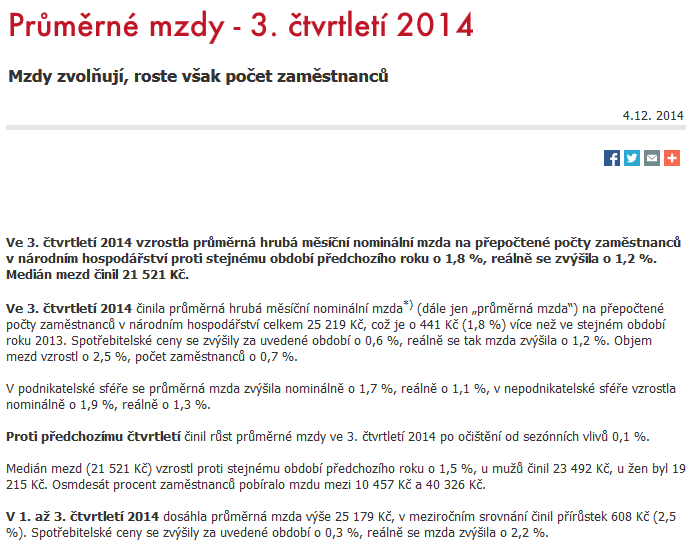 Průměrné mzdy - 3. čtvrtletí 2014
Mzdy zvolňují, roste však počet zaměstnanců
4.12. 2014
Ve 3. čtvrtletí 2014 vzrostla průměrná hrubá měsíční nominální mzda na přepočtené počty zaměstnanců
v národním hospodářství proti stejnému období předchozího roku o 1,8 %, reálně se zvýšila o 1,2 %.
Medián mezd činil 21 521 Kč.
Ve 3. čtvrtletí 2014 činila průměrná hrubá měsíční nominální mzda*) (dále jen „průměrná mzda“) na přepočtené
počty zaměstnanců v národním hospodářství celkem 25 219 Kč, což je o 441 Kč (1,8 %) více než ve stejném období
roku 2013. Spotřebitelské ceny se zvýšily za uvedené období o 0,6 %, reálně se tak mzda zvýšila o 1,2 %. Objem
mezd vzrostl o 2,5 %, počet zaměstnanců o 0,7 %.
V podnikatelské sféře se průměrná mzda zvýšila nominálně o 1,7 %, reálně o 1,1 %, v nepodnikatelské sféře vzrostla
nominálně o 1,9 %, reálně o 1,3 %.
Proti předchozímu čtvrtletí činil růst průměrné mzdy ve 3. čtvrtletí 2014 po očištění od sezónních vlivů 0,1 %.
Medián mezd (21 521 Kč) vzrostl proti stejnému období předchozího roku o 1,5 %, u mužů činil 23 492 Kč, u žen byl 19
215 Kč. Osmdesát procent zaměstnanců pobíralo mzdu mezi 10 457 Kč a 40 326 Kč.
V 1. až 3. čtvrtletí 2014 dosáhla průměrná mzda výše 25 179 Kč, v meziročním srovnání činil přírůstek 608 Kč (2,5
%). Spotřebitelské ceny se zvýšily za uvedené období o 0,3 %, reálně se mzda zvýšila o 2,2 %.